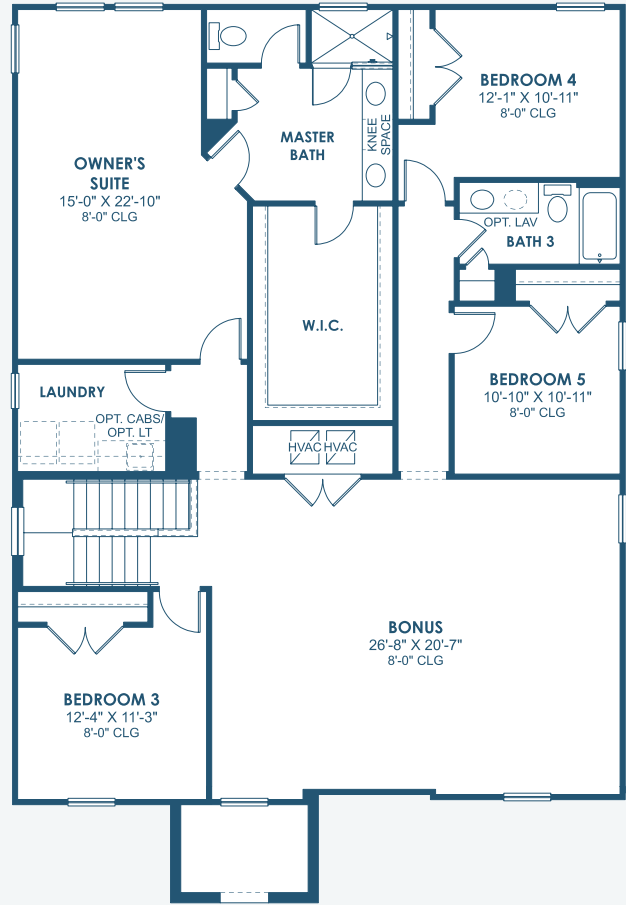 BEDROOM 4
12'-1" X 10'-11"
8'-0" CLG
KNEE
SPACE
MASTER
BATH
OWNER'S
SUITE
15'-0" X 22'-10"
8'-0" CLG
OPT. LAV
BATH 3
W.I.C.
LAUNDRY
OPT. CABS/
OPT. LT
BEDROOM 5
10'-10" X 10'-11"
8'-0" CLG
HVAC HVAC
BONUS
26'-8" X 20'-7"
8'-0" CLG
BEDROOM 3
12'-4" X 11'-3"
8'-0" CLG